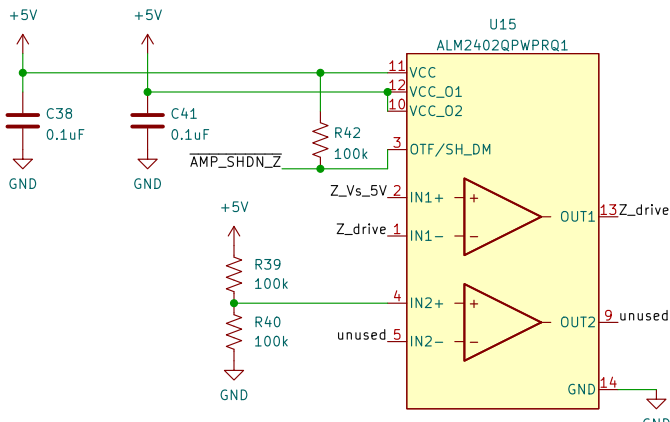 +5V
+5V
U15
ALM2402QPWPRQ1
11
VCC
12
VCC_O1
10
VCC_O2
C38
0.1uF
C41
0.1uF
R42
100k
3
OTF/SH_DM
AMP_SHDN_Z
GND
GND
Z_Vs_5V
2
IN1+
+
+5V
OUT1
13
Z_drive
Z_drive
1
IN1-
-
R39
100k
4
IN2+
+
R40
100k
OUT2
9
unused
unused
5
IN2-
-
GND
GND
14
GND